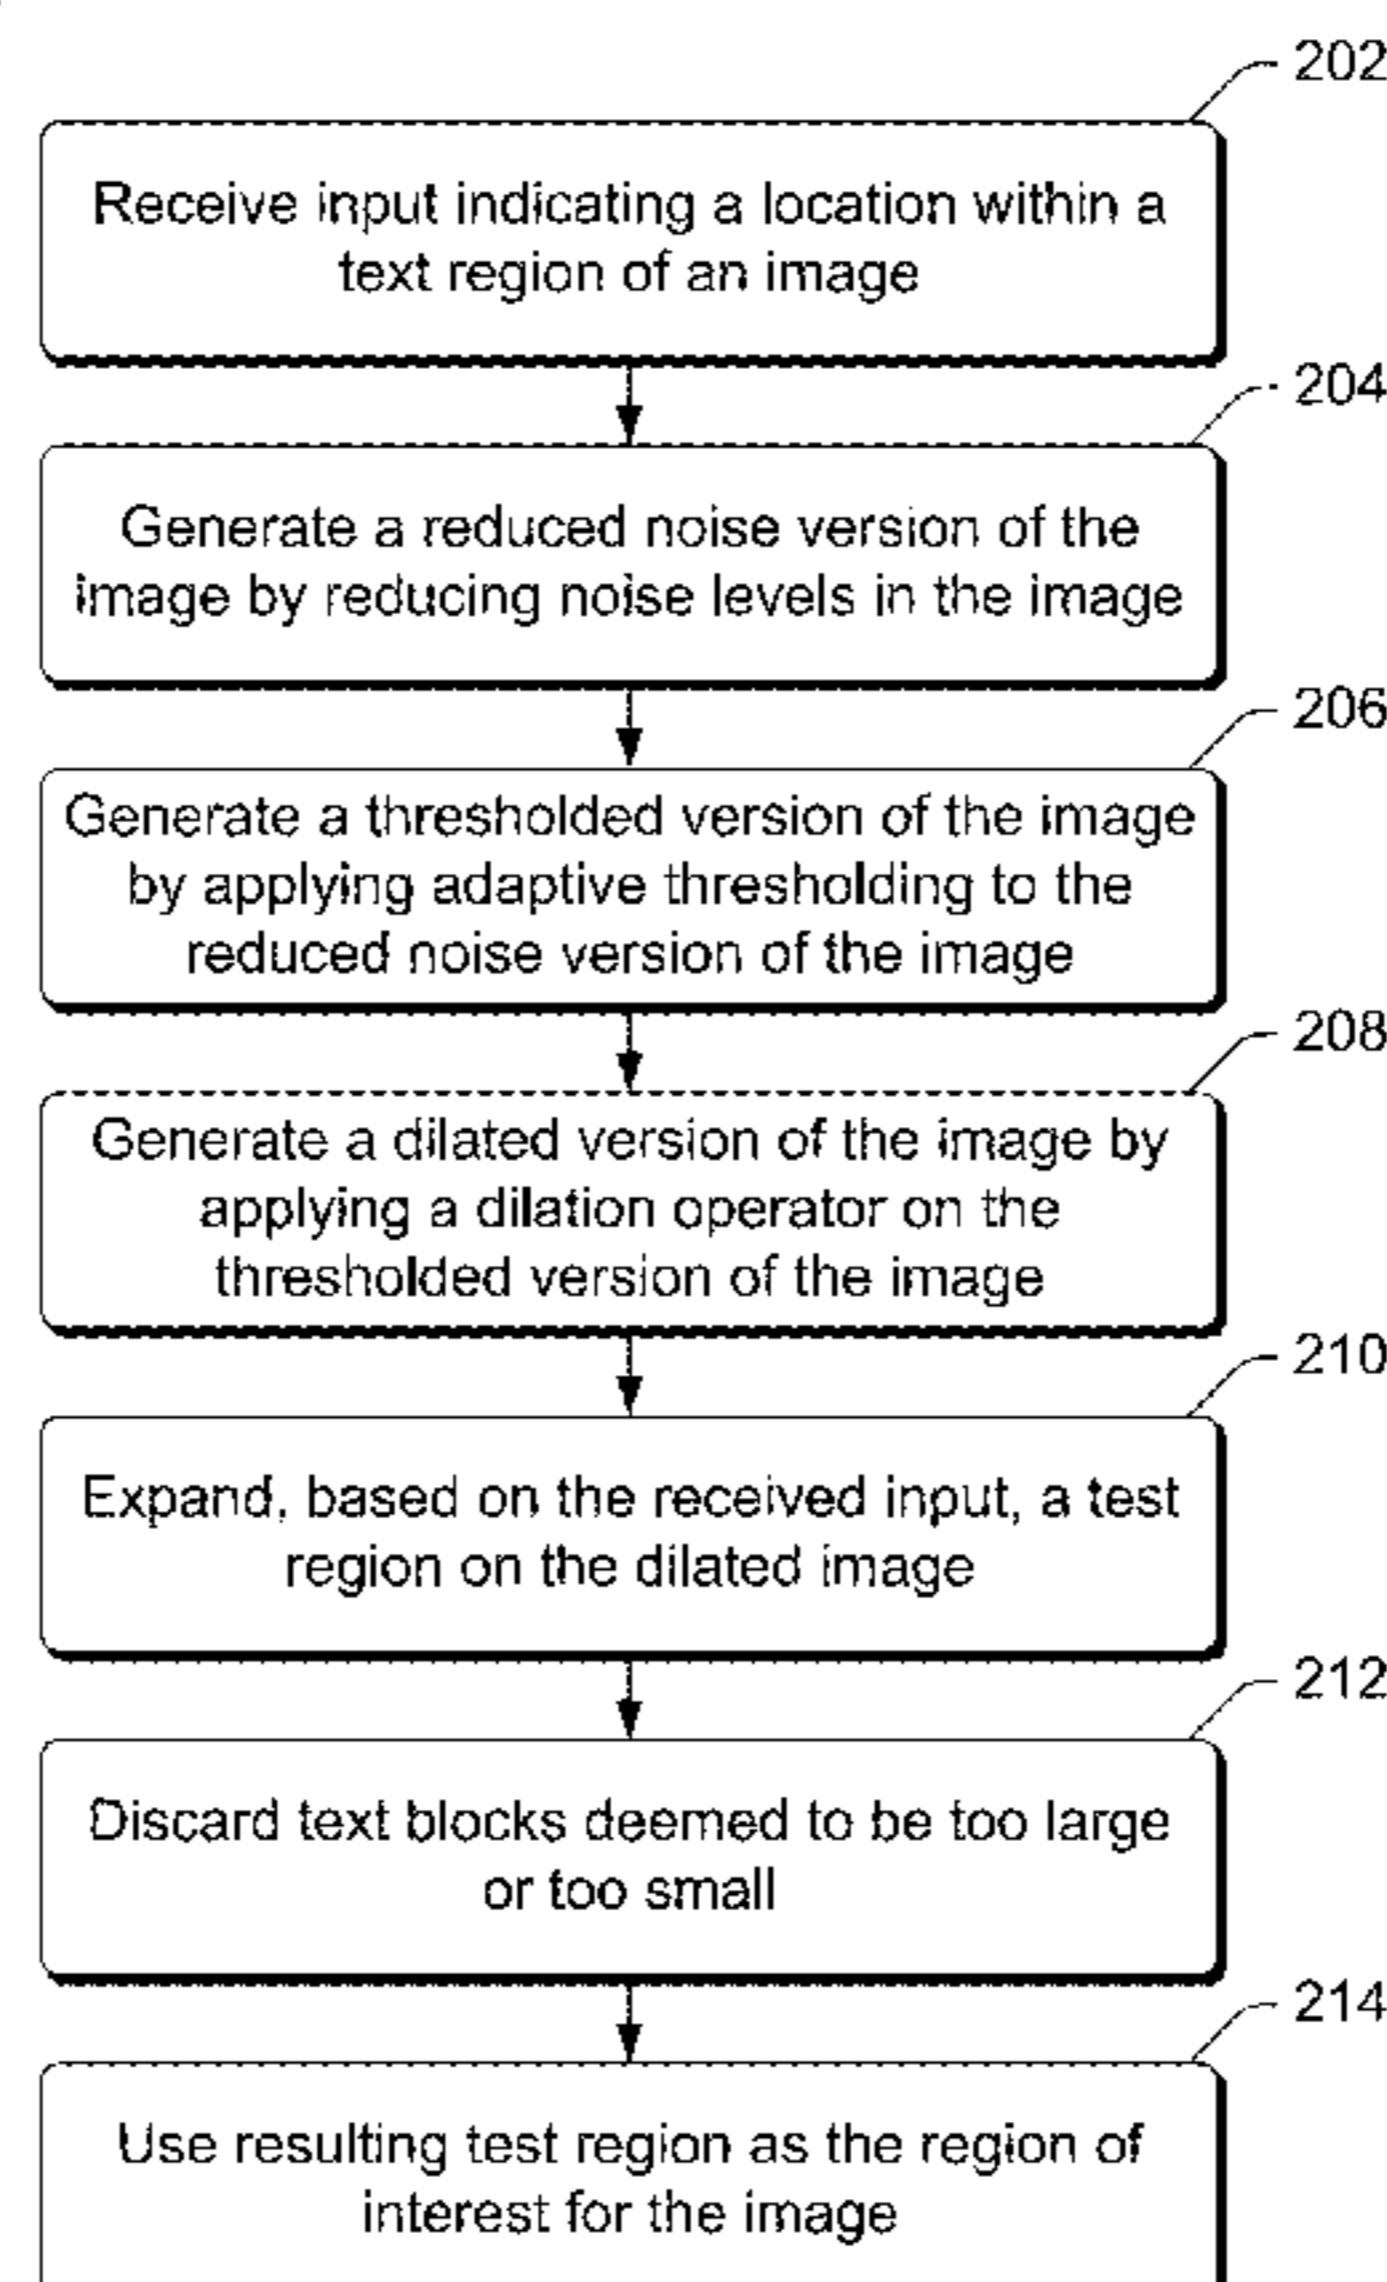 202
Receive input indicating a location within a
text region of an image
204
Generate a reduced noise version of the
image by reducing noise levels in the image
206
Generate a thresholded version of the image
by applying adaptive thresholding to the
reduced noise version of the image
208
Generate a dilated version of the image by
applying a dilation operator on the
thresholded version of the image
210
Expand, based on the received input, a test
region on the dilated image
212
Discard text blocks deemed to be too large
or too small
214
Use resulting test region as the region of
interest for the image